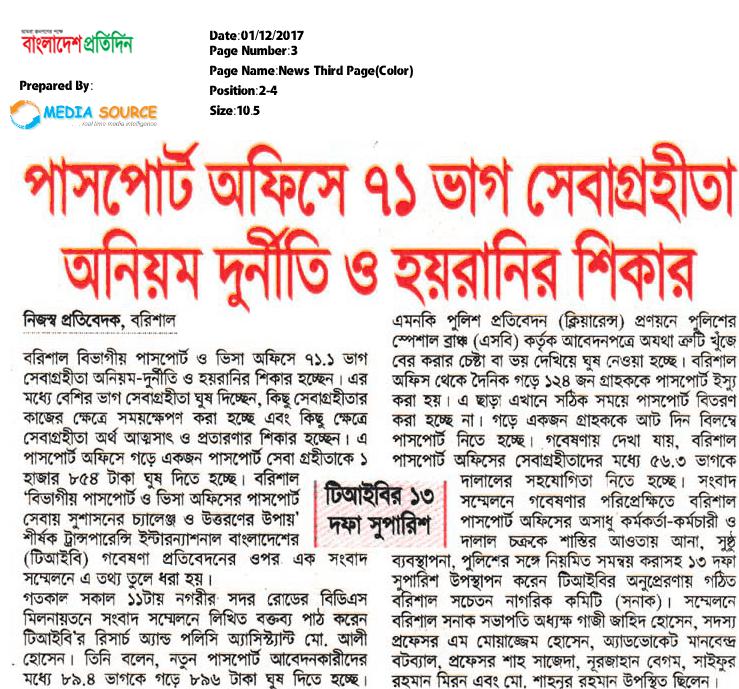 আমরা জনগণের পক্ষে
বাংলাদেশ প্রতিদিন
Prepared By:
MEDIA SOURCE
real time media intelligence
Date:01/12/2017
Page Number:3
Page Name:News Third Page(Color)
Position:2-4
Size:10.5
পাসপোর্ট অফিসে ৭১ ভাগ সেবাগ্রহীতা
অনিয়ম দুর্নীতি ও হয়রানির শিকার
নিজস্ব প্রতিবেদক, বরিশাল
বরিশাল বিভাগীয় পাসপোর্ট ও ভিসা অফিসে ৭১.১ ভাগ
সেবাগ্রহীতা অনিয়ম-দুর্নীতি ও হয়রানির শিকার হচ্ছেন। এর
মধ্যে বেশির ভাগ সেবাগ্রহীতা ঘুষ দিচ্ছেন, কিছু সেবাগ্রহীতার
কাজের ক্ষেত্রে সময়ক্ষেপণ করা হচ্ছে এবং কিছু ক্ষেত্রে
সেবাগ্রহীতা অর্থ আত্মসাৎ ও প্রতারণার শিকার হচ্ছেন। এ
পাসপোর্ট অফিসে গড়ে একজন পাসপোর্ট সেবা গ্রহীতাকে ১
হাজার ৮৫৪ টাকা ঘুষ দিতে হচ্ছে। বরিশাল
'বিভাগীয় পাসপোর্ট ও ভিসা অফিসের পাসপোর্ট
সেবায় সুশাসনের চ্যালেঞ্জ ও উত্তরণের উপায়'
শীর্ষক ট্রান্সপারেন্সি ইন্টারন্যাশনাল বাংলাদেশের
(টিআইবি) গবেষণা প্রতিবেদনের ওপর এক সংবাদ
সম্মেলনে এ তথ্য তুলে ধরা হয়।
গতকাল সকাল ১১টায় নগরীর সদর রোডের বিডিএস
মিলনায়তনে সংবাদ সম্মেলনে লিখিত বক্তব্য পাঠ করেন
টিআইবি'র রিসার্চ অ্যান্ড পলিসি অ্যাসিস্ট্যান্ট মো. আলী
হোসেন। তিনি বলেন, নতুন পাসপোর্ট আবেদনকারীদের
মধ্যে ৮৯.৪ ভাগকে গড়ে ৮৯৬ টাকা ঘুষ দিতে হচ্ছে।
টিআইবির ১৩
দফা সুপারিশ
এমনকি পুলিশ প্রতিবেদন (ক্লিয়ারেন্স) প্রণয়নে পুলিশের
স্পেশাল ব্রাঞ্চ (এসবি) কর্তৃক আবেদনপত্রে অযথা ত্রুটি খুঁজে
বের করার চেষ্টা বা ভয় দেখিয়ে ঘুষ নেওয়া হচ্ছে। বরিশাল
অফিস থেকে দৈনিক গড়ে ১২৪ জন গ্রাহককে পাসপোর্ট ইস্যু
করা হয়। এ ছাড়া এখানে সঠিক সময়ে পাসপোর্ট বিতরণ
করা হচ্ছে না। গড়ে একজন গ্রাহককে আট দিন বিলম্বে
পাসপোর্ট নিতে হচ্ছে। গবেষণায় দেখা যায়, বরিশাল
পাসপোর্ট অফিসের সেবাগ্রহীতাদের মধ্যে ৫৬.৩ ভাগকে
দালালের সহযোগিতা নিতে হচ্ছে। সংবাদ
সম্মেলনে গবেষণার পরিপ্রেক্ষিতে বরিশাল
পাসপোর্ট অফিসের অসাধু কর্মকর্তা-কর্মচারী ও
দালাল চক্রকে শাস্তির আওতায় আনা, সুষ্ঠু
ব্যবস্থাপনা, পুলিশের সঙ্গে নিয়মিত সমন্বয় করাসহ ১৩ দফা
সুপারিশ উপস্থাপন করেন টিআইবির অনুপ্রেরণায় গঠিত
বরিশাল সচেতন নাগরিক কমিটি (সনাক)। সম্মেলনে
বরিশাল সনাক সভাপতি অধ্যক্ষ গাজী জাহিদ হোসেন, সদস্য
প্রফেসর এম মোয়াজ্জেম হোসেন, অ্যাডভোকেট মানবেন্দ্র
বটব্যাল, প্রফেসর শাহ সাজেদা, নূরজাহান বেগম, সাইফুর
রহমান মিরন এবং মো. শাহনুর রহমান উপস্থিত ছিলেন।